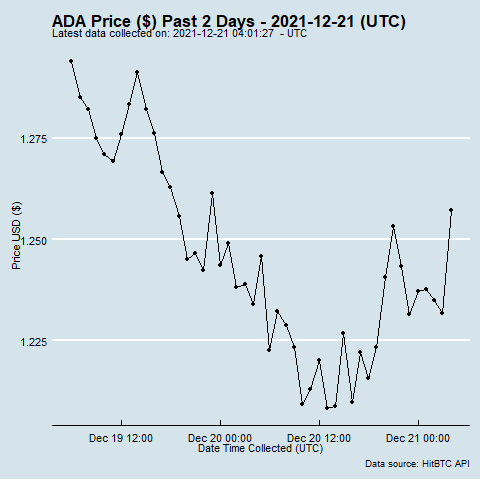 ADA Price ($) Past 2 Days - 2021-12-21 (UTC)
Latest data collected on: 2021-12-21 04:01:27  - UTC
1.275
1.250
1.225
Price USD ($)
Dec 19 12:00
Dec 20 00:00
Dec 20 12:00
Dec 21 00:00
Date Time Collected (UTC)
Data source: HitBTC API